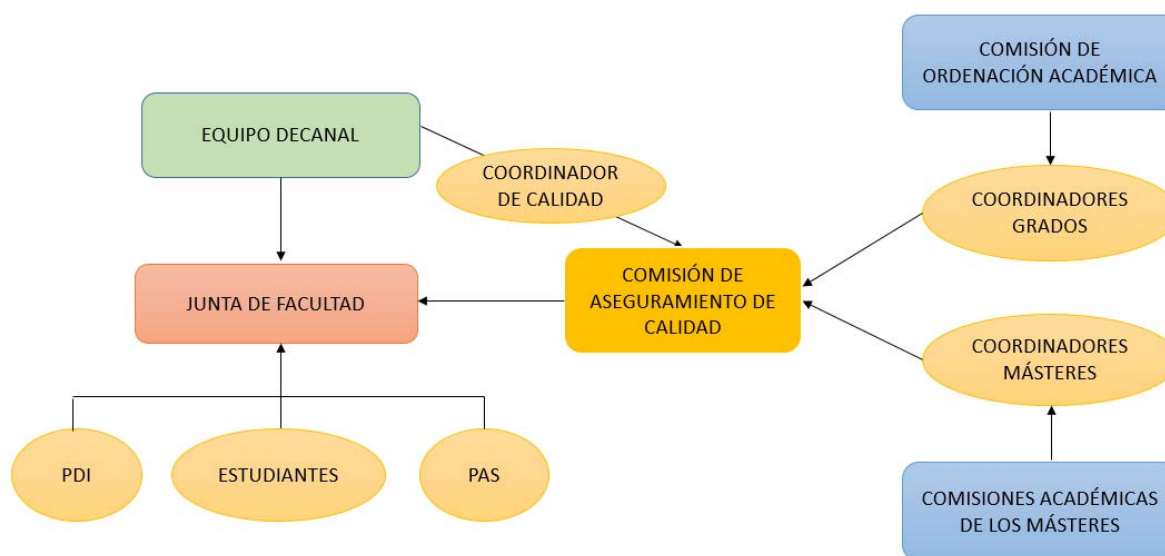 COMISIÓN DE
ORDENACIÓN ACADÉMICA
EQUIPO DECANAL
COORDINADOR
DE CALIDAD
COORDINADORES
GRADOS
JUNTA DE FACULTAD
COMISIÓN DE
ASEGURAMIENTO DE
CALIDAD
COORDINADORES
MÁSTERES
PDI
ESTUDIANTES
PAS
COMISIONES ACADÉMICAS
DE LOS MÁSTERES